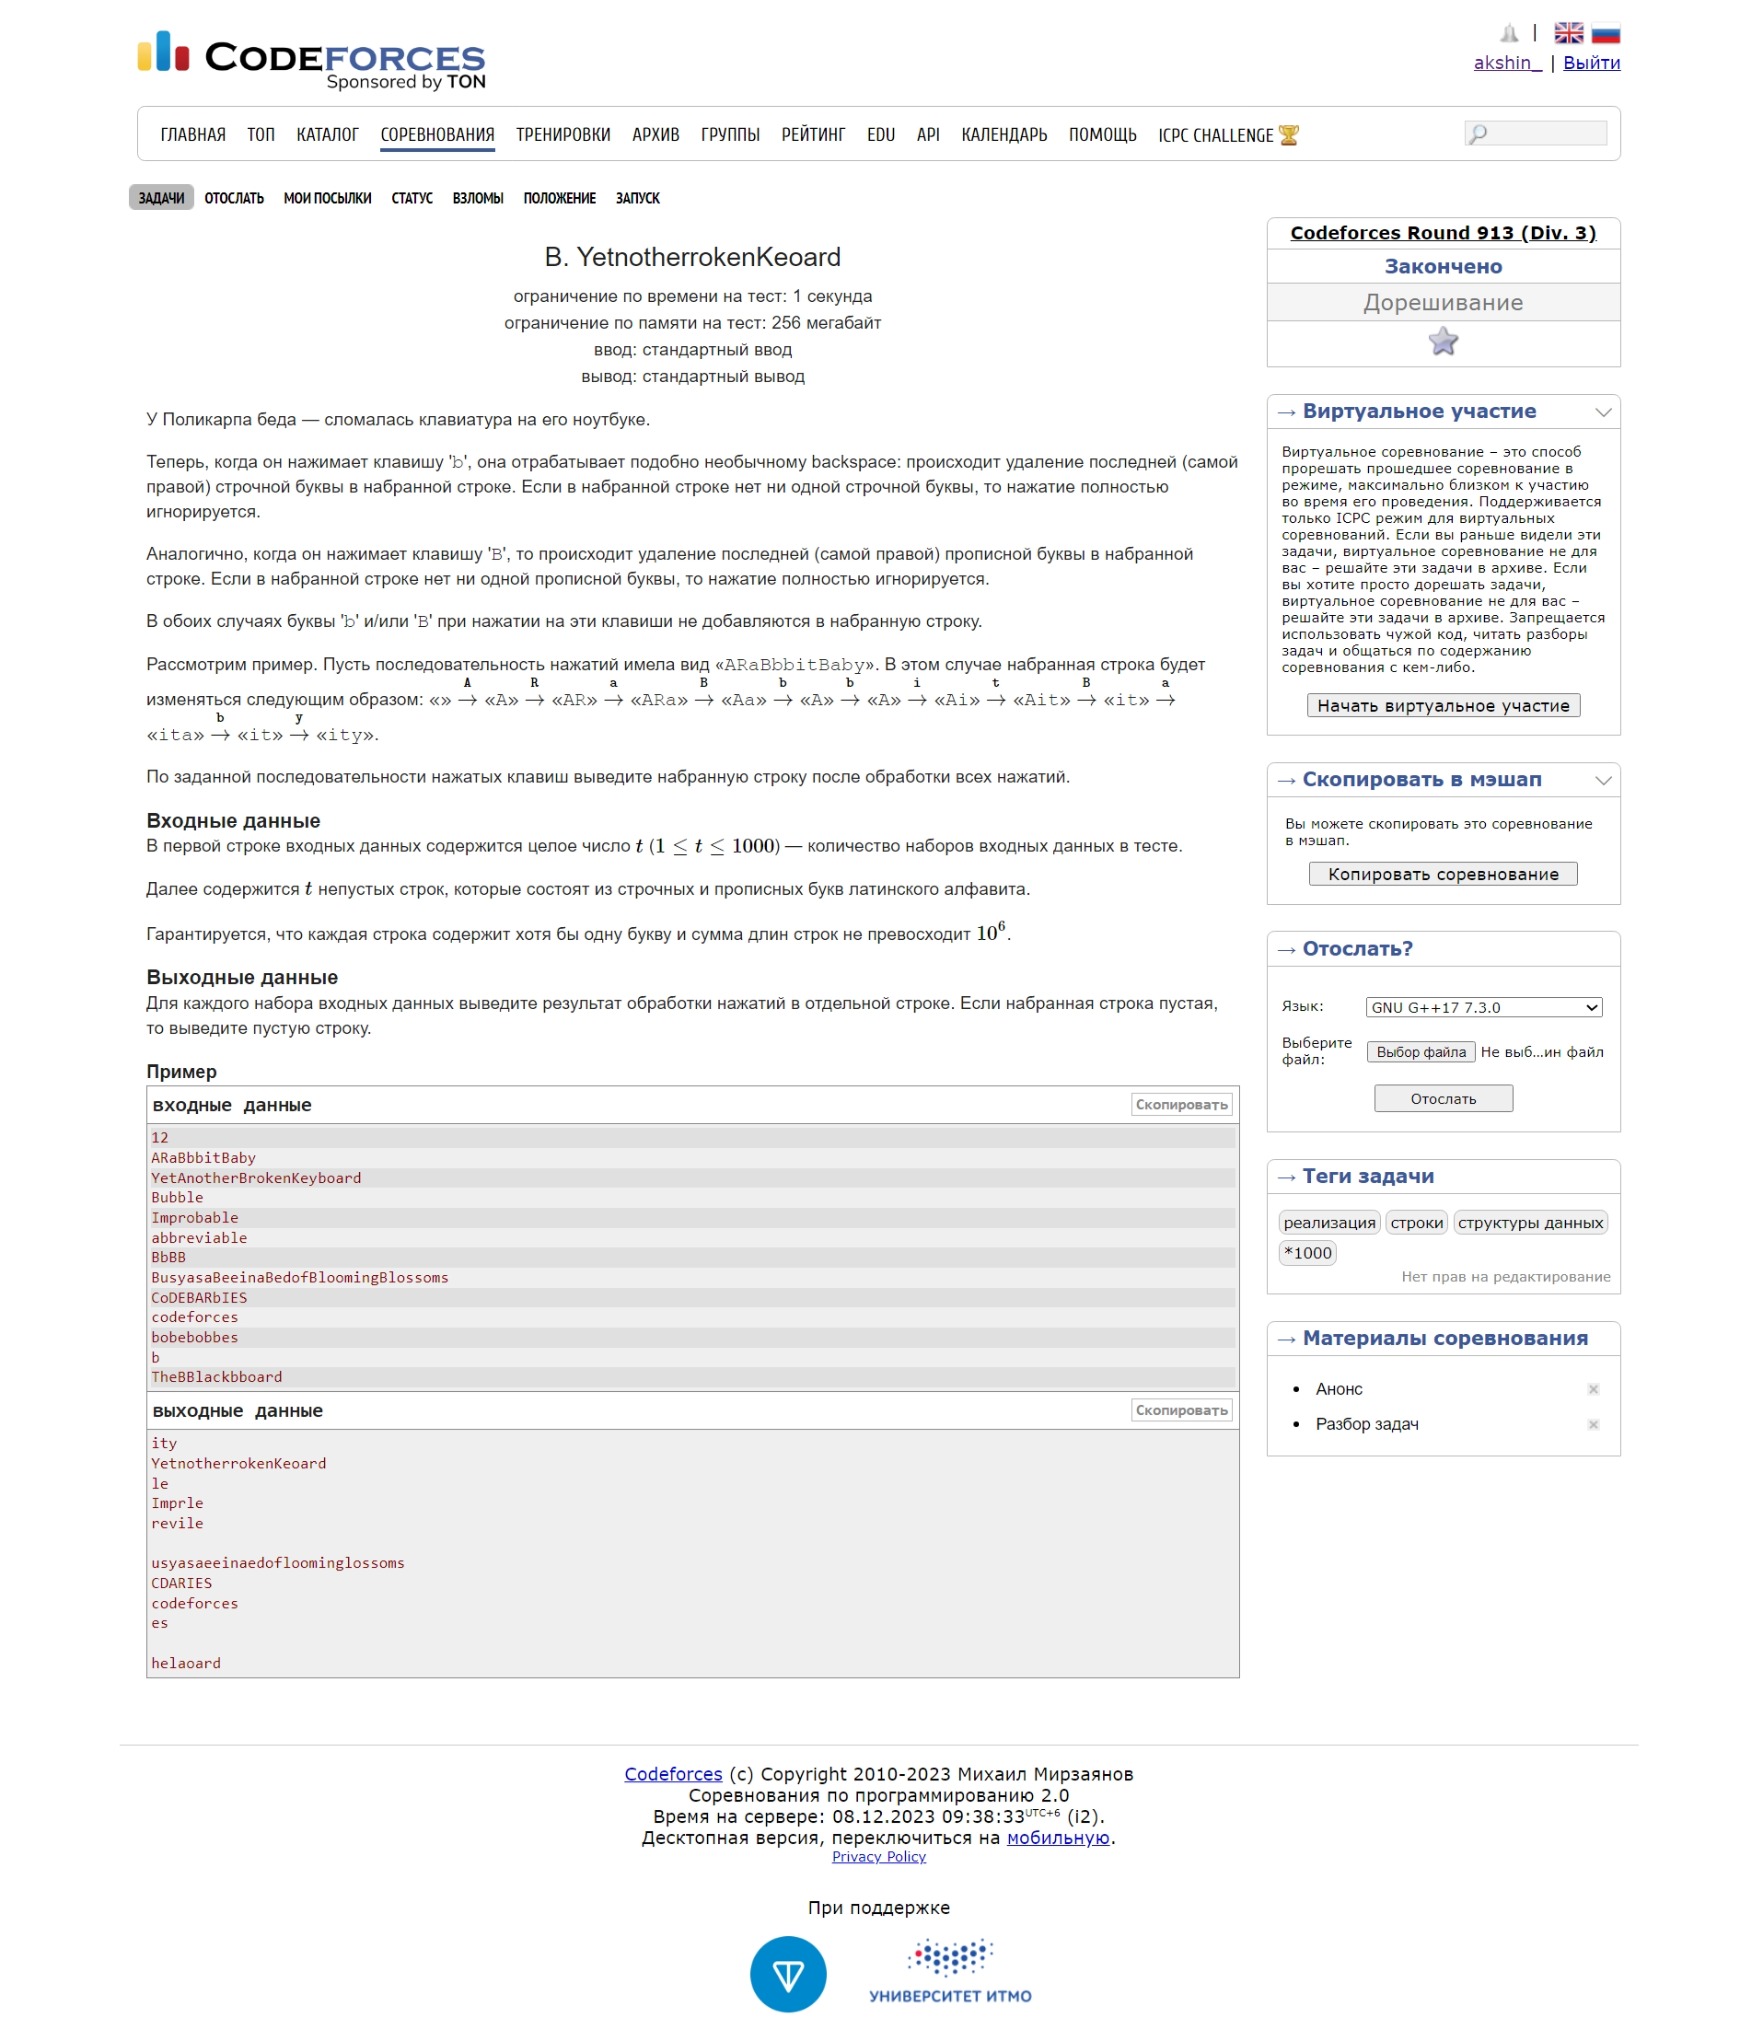 CODEFORCES
Sponsored by TON
|
akshin_ | Выйти
ГЛАВНАЯ ТОП КАТАЛОГ СОРЕВНОВАНИЯ ТРЕНИРОВКИ АРХИВ ГРУППЫ РЕЙТИНГ EDU API КАЛЕНДАРЬ ПОМОЩЬ ICPC CHALLENGE
ЗАДАЧИ ОТОСЛАТЬ МОИ ПОСЫЛКИ СТАТУС ВЗЛОМЫ ПОЛОЖЕНИЕ ЗАПУСК
B. YetnotherrokenKeoard
ограничение по времени на тест: 1 секунда
ограничение по памяти на тест: 256 мегабайт
ввод: стандартный ввод
вывод: стандартный вывод
У Поликарпа беда — сломалась клавиатура на его ноутбуке.
Теперь, когда он нажимает клавишу 'b', она отрабатывает подобно необычному backspace: происходит удаление последней (самой
правой) строчной буквы в набранной строке. Если в набранной строке нет ни одной строчной буквы, то нажатие полностью
игнорируется.
Аналогично, когда он нажимает клавишу 'B', то происходит удаление последней (самой правой) прописной буквы в набранной
строке. Если в набранной строке нет ни одной прописной буквы, то нажатие полностью игнорируется.
В обоих случаях буквы 'b' и/или 'B' при нажатии на эти клавиши не добавляются в набранную строку.
Рассмотрим пример. Пусть последовательность нажатий имела вид «ARaBbbitBaby». В этом случае набранная строка будет
изменяться следующим образом: «» A→ «A» R→ «AR» a→ «ARa» B→ «Aa» b→ «A» b→ «A» i→ «Ai» t→ «Ait» B→ «it» a→
«ita» b→ «it» y→ «ity».
По заданной последовательности нажатых клавиш выведите набранную строку после обработки всех нажатий.
Входные данные
В первой строке входных данных содержится целое число t (1 ≤ t ≤ 1000) — количество наборов входных данных в тесте.
Далее содержится t непустых строк, которые состоят из строчных и прописных букв латинского алфавита.
Гарантируется, что каждая строка содержит хотя бы одну букву и сумма длин строк не превосходит 10⁶.
Выходные данные
Для каждого набора входных данных выведите результат обработки нажатий в отдельной строке. Если набранная строка пустая,
то выведите пустую строку.
Пример
входные данные Скопировать
12
ARaBbbitBaby
YetAnotherBrokenKeyboard
Bubble
Improbable
abbreviable
BbBB
BusyasaBeeinaBedofBloomingBlossoms
CoDEBARbIES
codeforces
bobebobbes
b
TheBBlackbboard
выходные данные Скопировать
ity
YetnotherrokenKeoard
le
Imprle
revile

usyasaeeinaedofloominglossoms
CDARIES
codeforces
es

helaoard
Codeforces Round 913 (Div. 3)
Закончено
Дорешивание
→ Виртуальное участие
Виртуальное соревнование – это способ
прорешать прошедшее соревнование в
режиме, максимально близком к участию
во время его проведения. Поддерживается
только ICPC режим для виртуальных
соревнований. Если вы раньше видели эти
задачи, виртуальное соревнование не для
вас – решайте эти задачи в архиве. Если
вы хотите просто дорешать задачи,
виртуальное соревнование не для вас –
решайте эти задачи в архиве. Запрещается
использовать чужой код, читать разборы
задач и общаться по содержанию
соревнования с кем-либо.
Начать виртуальное участие
→ Скопировать в мэшап
Вы можете скопировать это соревнование
в мэшап.
Копировать соревнование
→ Отослать?
Язык: GNU G++17 7.3.0
Выберите
файл: Выбор файла Не выб...ин файл
Отослать
→ Теги задачи
реализация строки структуры данных
*1000
Нет прав на редактирование
→ Материалы соревнования
• Анонс ×
• Разбор задач ×
Codeforces (c) Copyright 2010-2023 Михаил Мирзаянов
Соревнования по программированию 2.0
Время на сервере: 08.12.2023 09:38:33 UTC+6 (i2).
Десктопная версия, переключиться на мобильную.
Privacy Policy
При поддержке
УНИВЕРСИТЕТ ИТМО